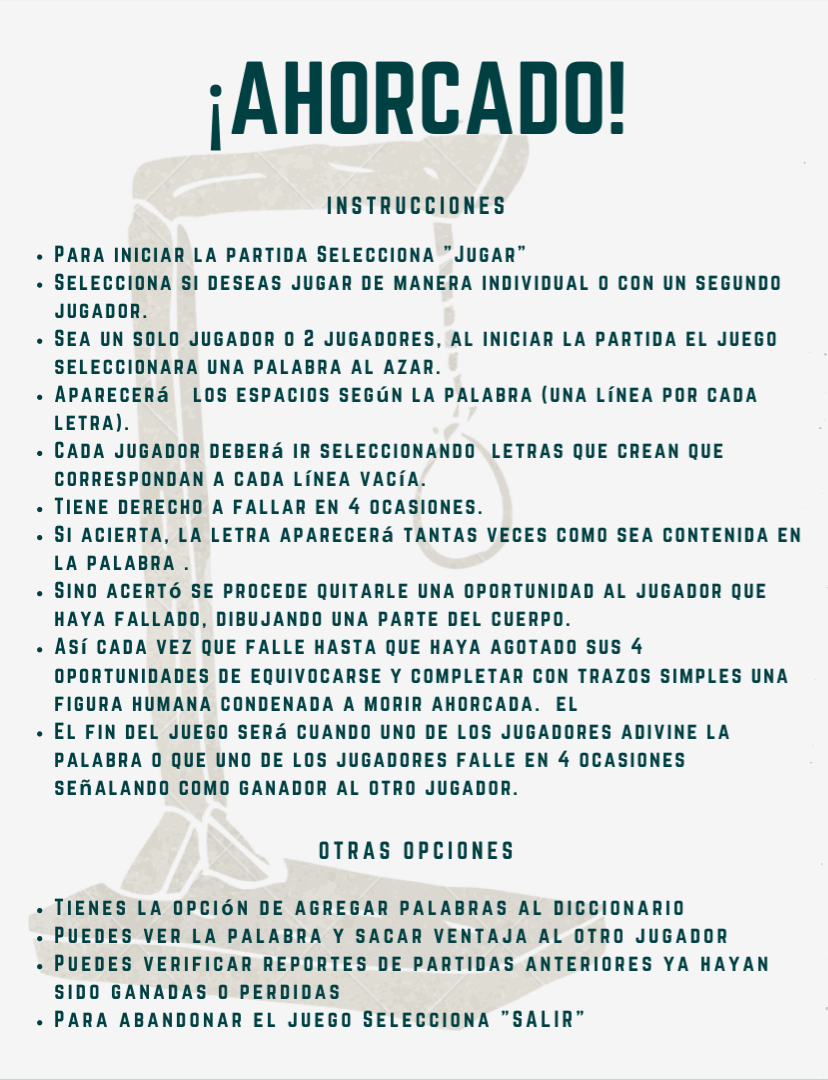 ¡AHORCADO!
INSTRUCCIONES
• Para iniciar la partida Selecciona "Jugar"
• Selecciona si deseas jugar de manera individual o con un segundo
jugador.
• Sea un solo jugador o 2 jugadores, al iniciar la partida el juego
seleccionara una palabra al azar.
• Aparecerá los espacios según la palabra (una línea por cada
letra).
• Cada jugador deberá ir seleccionando letras que crean que
correspondan a cada línea vacía.
• Tiene derecho a fallar en 4 ocasiones.
• Si acierta, la letra aparecerá tantas veces como sea contenida en
la palabra .
• Sino acertó se procede quitarle una oportunidad al jugador que
haya fallado, dibujando una parte del cuerpo.
• Así cada vez que falle hasta que haya agotado sus 4
oportunidades de equivocarse y completar con trazos simples una
figura humana condenada a morir ahorcada. El
• El fin del juego será cuando uno de los jugadores adivine la
palabra o que uno de los jugadores falle en 4 ocasiones
señalando como ganador al otro jugador.
OTRAS OPCIONES
• Tienes la opción de agregar palabras al diccionario
• Puedes ver la palabra y sacar ventaja al otro jugador
• Puedes verificar reportes de partidas anteriores ya hayan
sido ganadas o perdidas
• Para abandonar el juego Selecciona "SALIR"